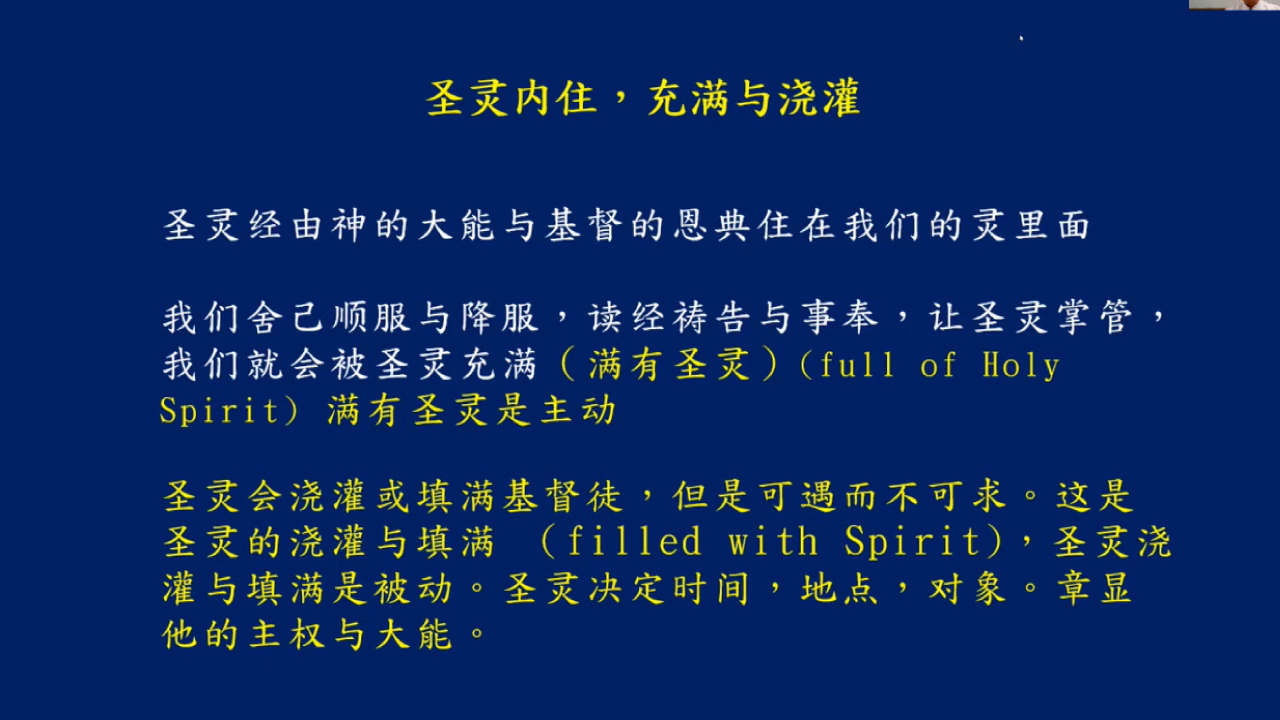 圣灵内住，充满与浇灌
圣灵经由神的大能与基督的恩典住在我们的灵里面
我们舍己顺服与降服，读经祷告与事奉，让圣灵掌管，
我们就会被圣灵充满（满有圣灵）(full of Holy
Spirit) 满有圣灵是主动
圣灵会浇灌或填满基督徒，但是可遇而不可求。这是
圣灵的浇灌与填满 （filled with Spirit)，圣灵浇
灌与填满是被动。圣灵决定时间，地点，对象。章显
他的主权与大能。